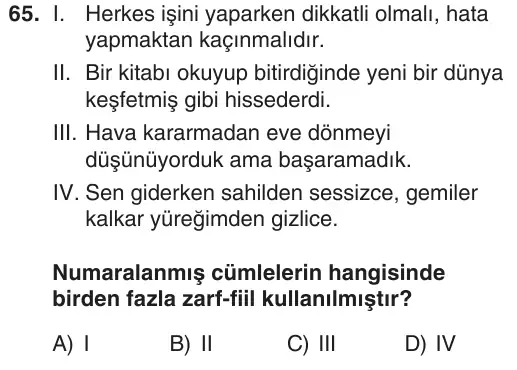 65. I. Herkes işini yaparken dikkatli olmalı, hata
yapmaktan kaçınmalıdır.
II. Bir kitabı okuyup bitirdiğinde yeni bir dünya
keşfetmiş gibi hissederdi.
III. Hava kararmadan eve dönmeyi
düşünüyorduk ama başaramadık.
IV. Sen giderken sahilden sessizce, gemiler
kalkar yüreğimden gizlice.
Numaralanmış cümlelerin hangisinde
birden fazla zarf-fiil kullanılmıştır?
A) I B) II C) III D) IV